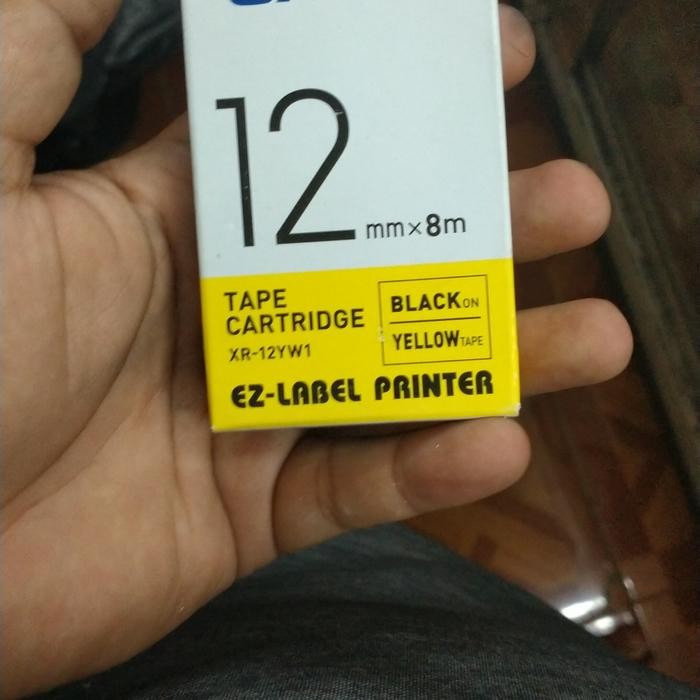 12 mm×8m
TAPE
CARTRIDGE
XR-12YW1
BLACK ON
YELLOW TAPE
EZ-LABEL PRINTER